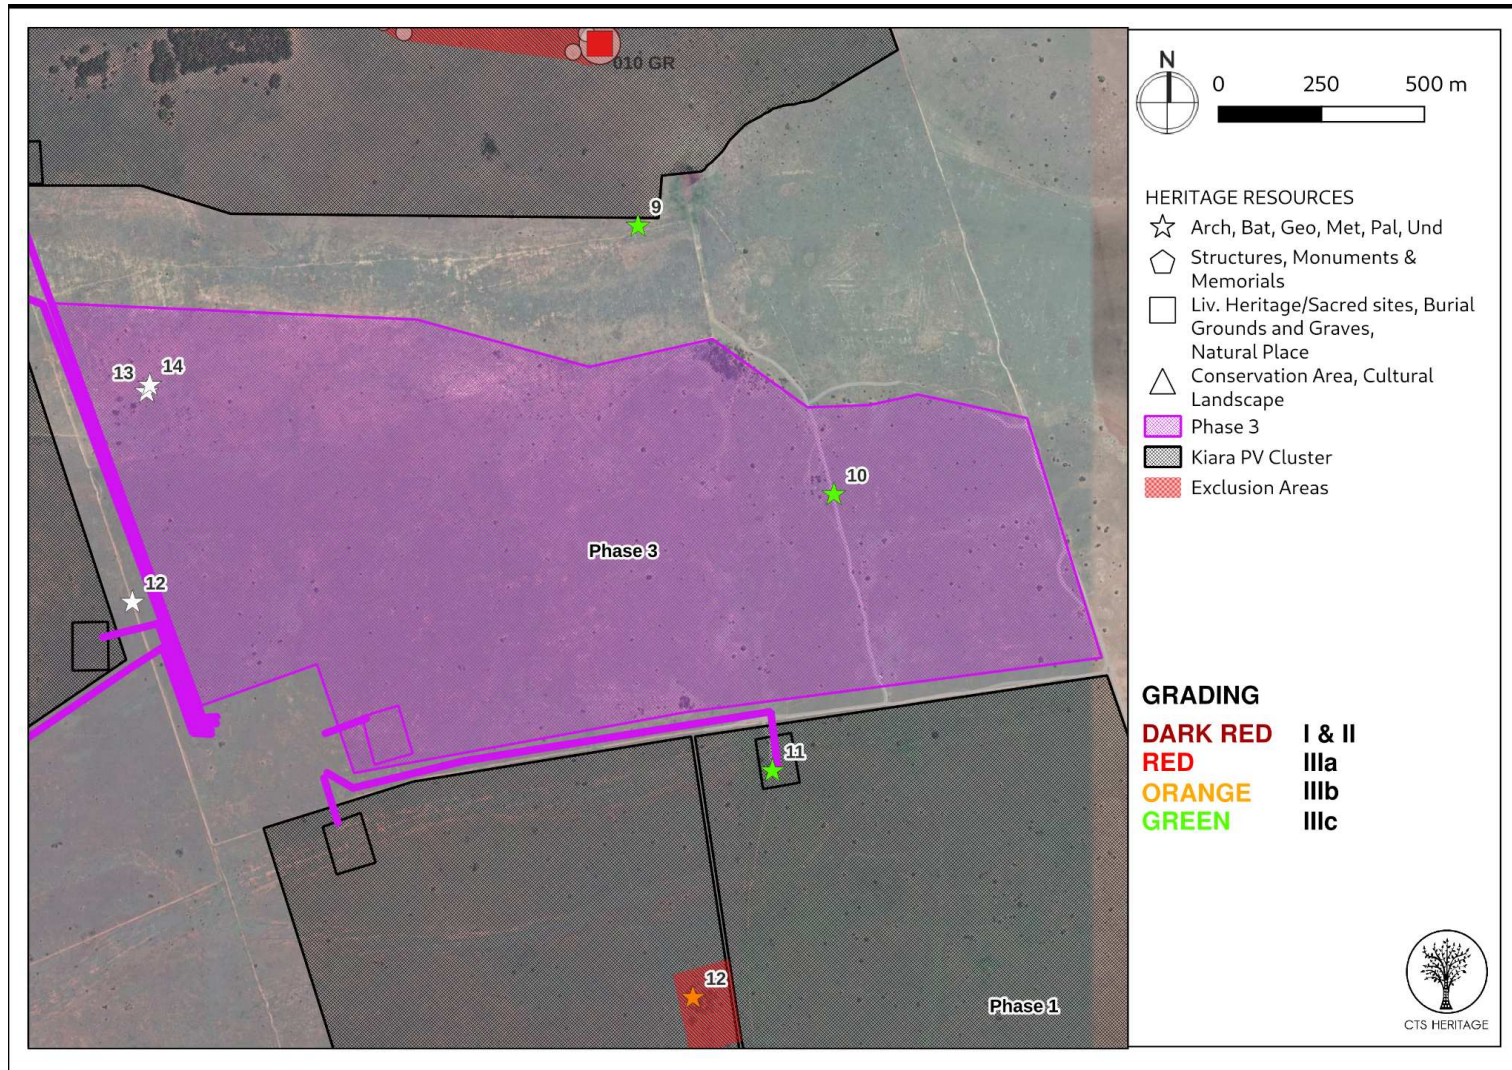 010 GR
9
13
14
10
Phase 3
12
11
12
Phase 1
N
0 250 500 m
HERITAGE RESOURCES
Arch, Bat, Geo, Met, Pal, Und
Structures, Monuments &
Memorials
Liv. Heritage/Sacred sites, Burial
Grounds and Graves,
Natural Place
Conservation Area, Cultural
Landscape
Phase 3
Kiara PV Cluster
Exclusion Areas
GRADING
DARK RED I & II
RED IIIa
ORANGE IIIb
GREEN IIIc
CTS HERITAGE